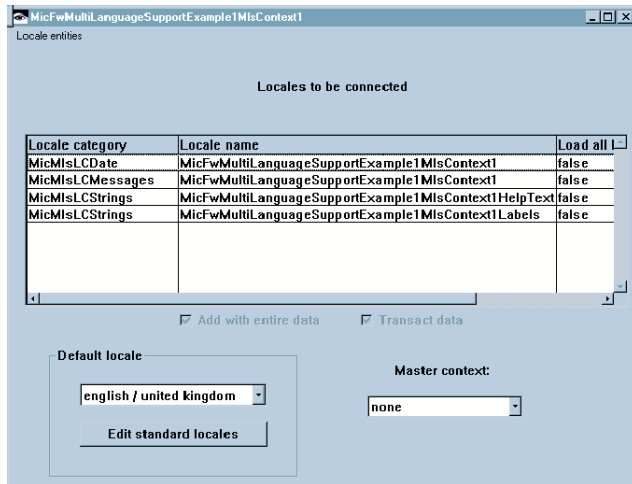 MicFwMultiLanguageSupportExample1MlsContext1
Locale entities
Locales to be connected
Locale category Locale name Load all l
MicMlsLCDate MicFwMultiLanguageSupportExample1MlsContext1 false
MicMlsLCMessages MicFwMultiLanguageSupportExample1MlsContext1 false
MicMlsLCStrings MicFwMultiLanguageSupportExample1MlsContext1HelpText false
MicMlsLCStrings MicFwMultiLanguageSupportExample1MlsContext1Labels false
Add with entire data Transact data
Default locale
Master context:
english / united kingdom
none
Edit standard locales